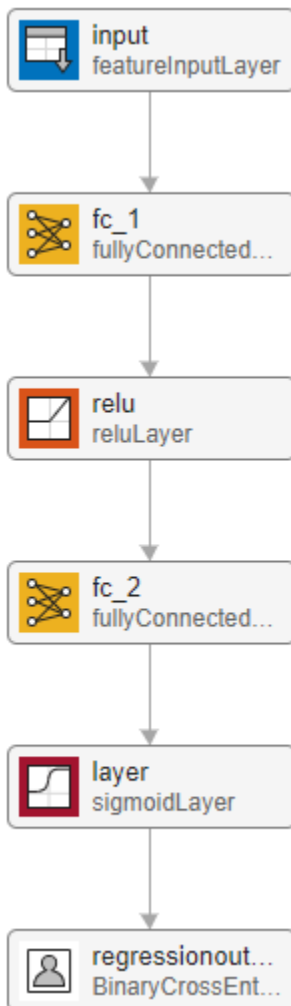 input
featureInputLayer
fc_1
fullyConnected...
relu
reluLayer
fc_2
fullyConnected...
layer
sigmoidLayer
regressionout...
BinaryCrossEnt...